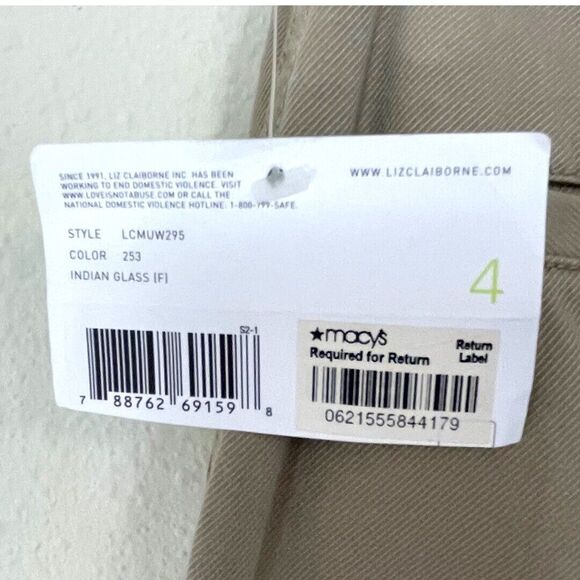 SINCE 1991, LIZ CLAIBORNE INC. HAS BEEN
WORKING TO END DOMESTIC VIOLENCE. VISIT
WWW.LOVEISNOTABUSE.COM OR CALL THE
NATIONAL DOMESTIC VIOLENCE HOTLINE: 1-800-799-SAFE.
WWW.LIZCLAIBORNE.COM
STYLE LCMUW295
COLOR 253
INDIAN GLASS (F)
4
S2-1
7 88762 69159 8
★macy's
Return
Label
Required for Return
0621555844179